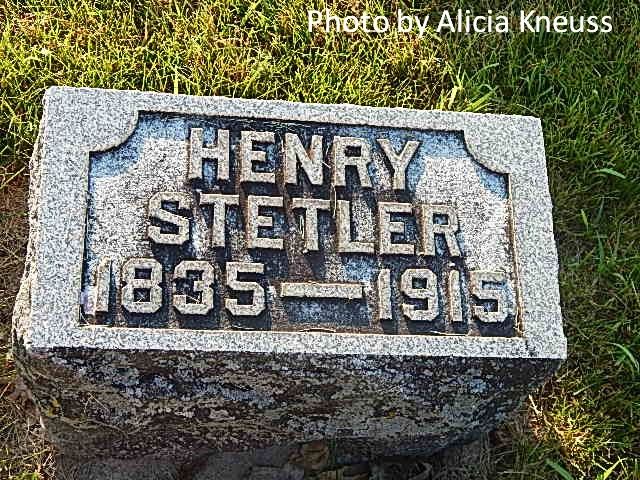 Photo by Alicia Kneuss
HENRY
STETLER
1835—1915